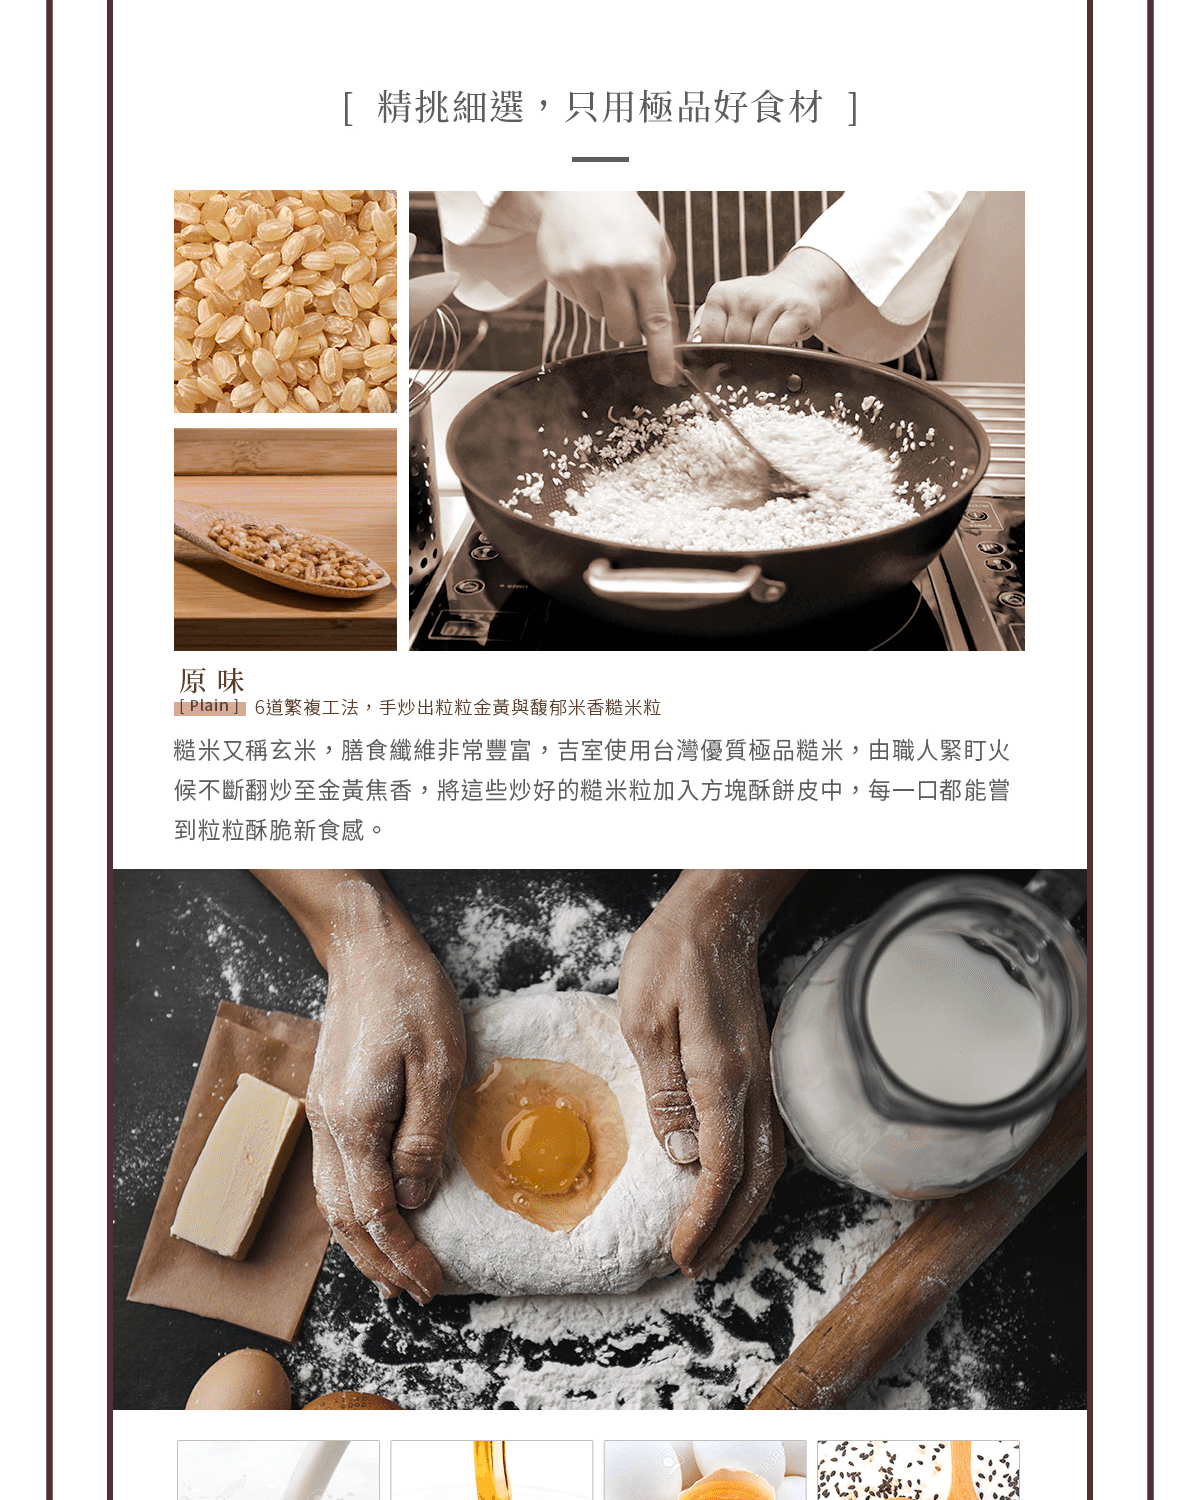 [ 精挑細選，只用極品好食材 ]
原味
[ Plain ] 6道繁複工法，手炒出粒粒金黃與馥郁米香糙米粒
糙米又稱玄米，膳食纖維非常豐富，吉室使用台灣優質極品糙米，由職人緊盯火
候不斷翻炒至金黃焦香，將這些炒好的糙米粒加入方塊酥餅皮中，每一口都能嘗
到粒粒酥脆新食感。